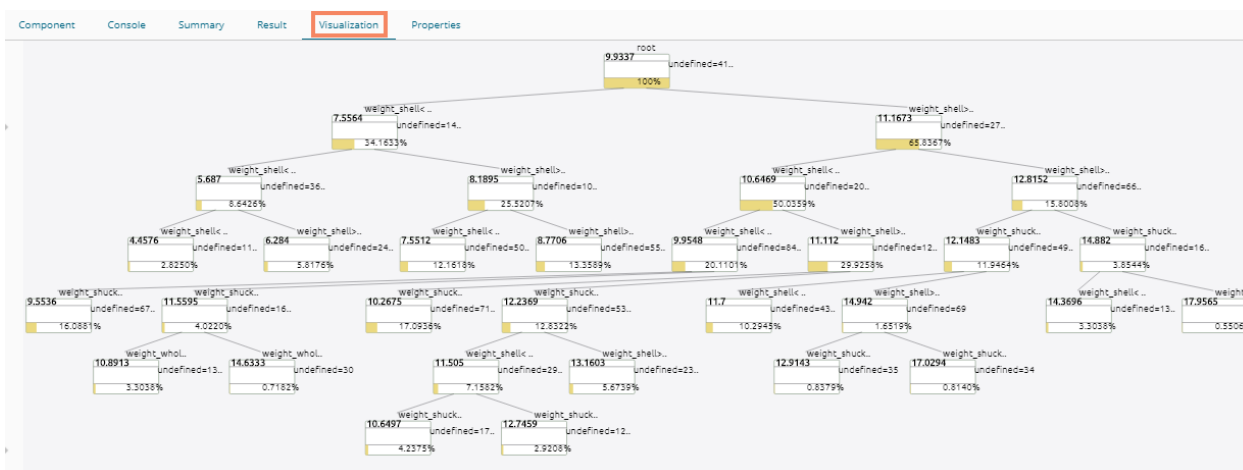 Component Console Summary Result Visualization Properties
root
9.9337
undefined=41..
100%
weight_shell< .. weight_shell>..
7.5564 11.1673
undefined=14.. undefined=27..
34.1633% 65.8367%
weight_shell< .. weight_shell>.. weight_shell< .. weight_shell>..
5.687 8.1895 10.6469 12.8152
undefined=36.. undefined=10.. undefined=20.. undefined=66..
8.6426% 25.5207% 50.0359% 15.8008%
weight_shell< .. weight_shell>.. weight_shell< .. weight_shell>.. weight_shell< .. weight_shell>.. weight_shuck.. weight_shuck..
4.4576 6.284 7.5512 8.7706 9.9548 11.112 12.1483 14.882
undefined=11.. undefined=24.. undefined=50.. undefined=55.. undefined=84.. undefined=12.. undefined=49.. undefined=16..
2.8250% 5.8176% 12.1618% 13.3589% 20.1101% 29.9258% 11.9464% 3.8544%
weight_shuck.. weight_shuck.. weight_shuck.. weight_shuck.. weight_shell< .. weight_shell>.. weight_shell< .. weight
9.5536 11.5595 10.2675 12.2369 11.7 14.942 14.3696 17.9565
undefined=67.. undefined=16.. undefined=71.. undefined=53.. undefined=43.. undefined=69 undefined=13..
16.0881% 4.0220% 17.0936% 12.8322% 10.2945% 1.6519% 3.3038% 0.5506
weight_whol.. weight_whol.. weight_shell< .. weight_shell>.. weight_shuck.. weight_shuck..
10.8913 14.6333 11.505 13.1603 12.9143 17.0294
undefined=13.. undefined=30 undefined=29.. undefined=23.. undefined=35 undefined=34
3.3038% 0.7182% 7.1582% 5.6739% 0.8379% 0.8140%
weight_shuck.. weight_shuck..
10.6497 12.7459
undefined=17.. undefined=12..
4.2375% 2.9208%